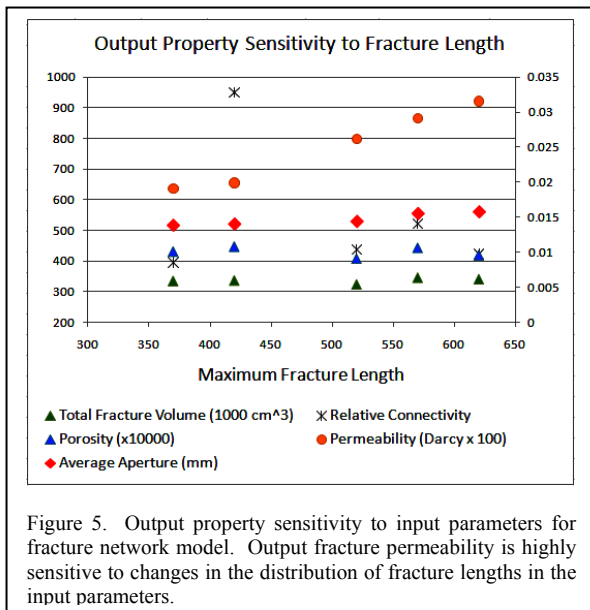 Output Property Sensitivity to Fracture Length
1000
900
800
700
600
500
400
300
200
0.035
0.03
0.025
0.02
0.015
0.01
0.005
0
300 350 400 450 500 550 600 650
Maximum Fracture Length
Total Fracture Volume (1000 cm^3) Relative Connectivity
Porosity (x10000) Permeability (Darcy x 100)
Average Aperture (mm)
Figure 5. Output property sensitivity to input parameters for
fracture network model. Output fracture permeability is highly
sensitive to changes in the distribution of fracture lengths in the
input parameters.